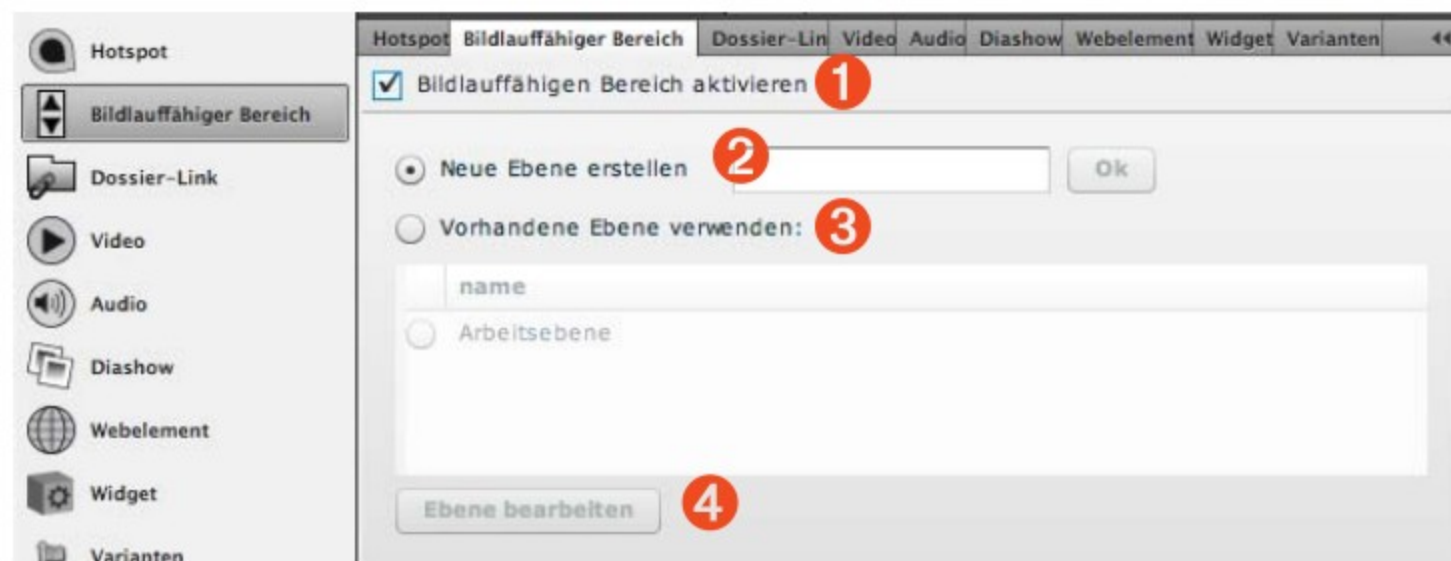 Hotspot
Bildlauffähiger Bereich
Dossier-Link
Video
Audio
Diashow
Webelement
Widget
Varianten
Hotspot Bildlauffähiger Bereich Dossier-Lin Video Audio Diashow Webelement Widget Varianten
Bildlauffähigen Bereich aktivieren 1
Neue Ebene erstellen 2 Ok
Vorhandene Ebene verwenden: 3
name
Arbeitsebene
Ebene bearbeiten 4